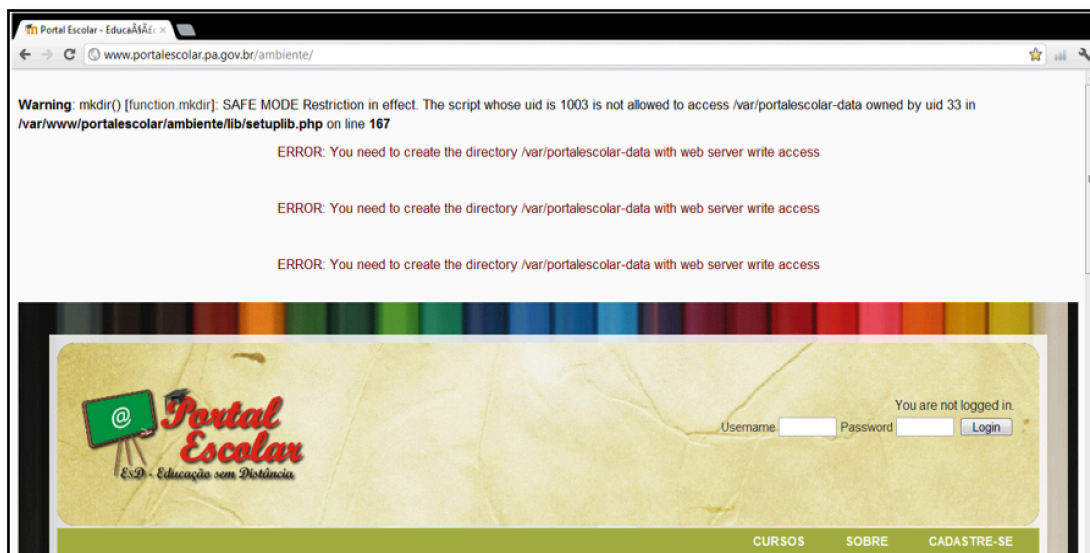 Portal Escolar - EducaÃ§Ã£
www.portalescolar.pa.gov.br/ambiente/
Warning: mkdir() [function.mkdir]: SAFE MODE Restriction in effect. The script whose uid is 1003 is not allowed to access /var/portalescolar-data owned by uid 33 in
/var/www/portalescolar/ambiente/lib/setuplib.php on line 167
ERROR: You need to create the directory /var/portalescolar-data with web server write access
ERROR: You need to create the directory /var/portalescolar-data with web server write access
ERROR: You need to create the directory /var/portalescolar-data with web server write access
@ Portal
Escolar
EsD - Educação sem Distância
You are not logged in.
Username Password Login
CURSOS SOBRE CADASTRE-SE